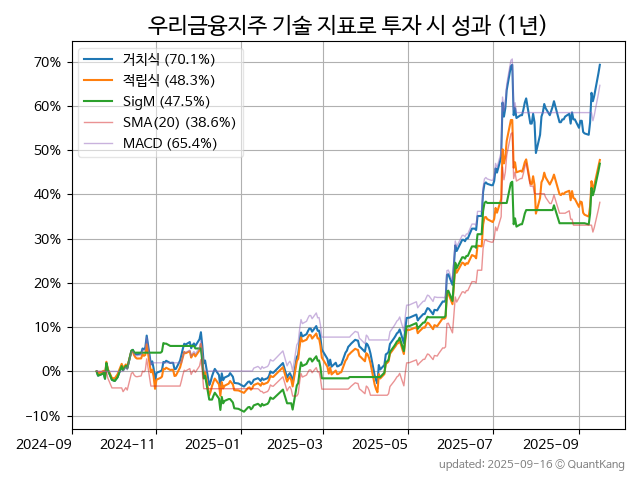 우리금융지주 기술 지표로 투자 시 성과 (1년)
거치식 (70.1%)
적립식 (48.3%)
SigM (47.5%)
SMA(20) (38.6%)
MACD (65.4%)
70%
60%
50%
40%
30%
20%
10%
0%
−10%
2024-09
2024-11
2025-01
2025-03
2025-05
2025-07
2025-09
updated: 2025-09-16 © QuantKang